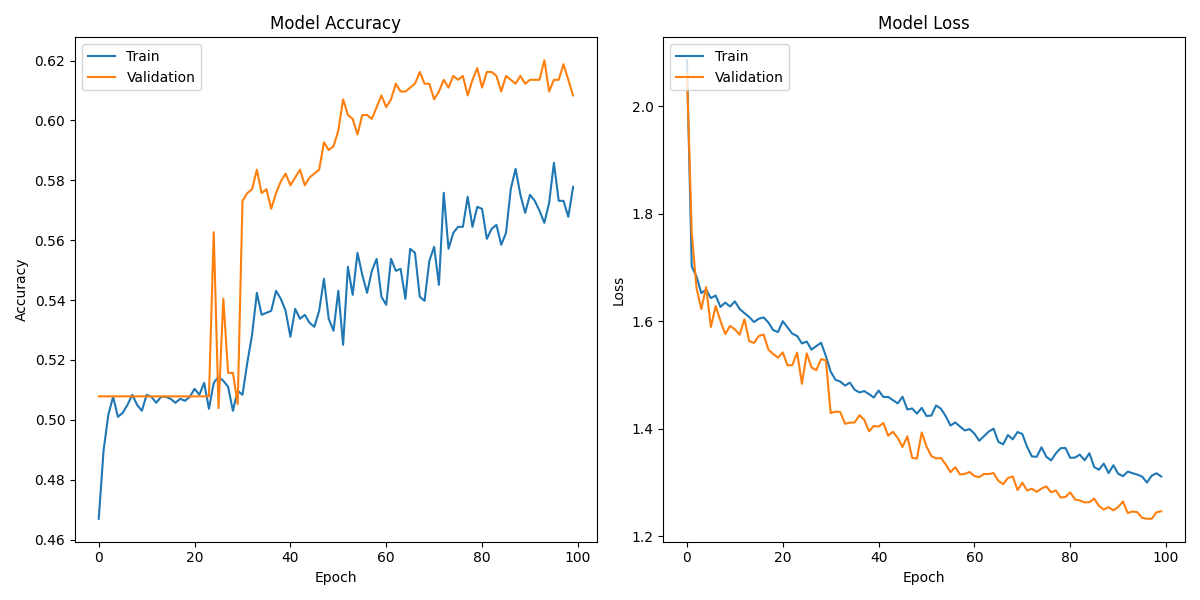 Model Accuracy
Train
Validation
0.62
0.60
0.58
0.56
0.54
0.52
0.50
0.48
0.46
Accuracy
0
20
40
60
80
100
Epoch
Model Loss
Train
Validation
2.0
1.8
1.6
1.4
1.2
Loss
0
20
40
60
80
100
Epoch